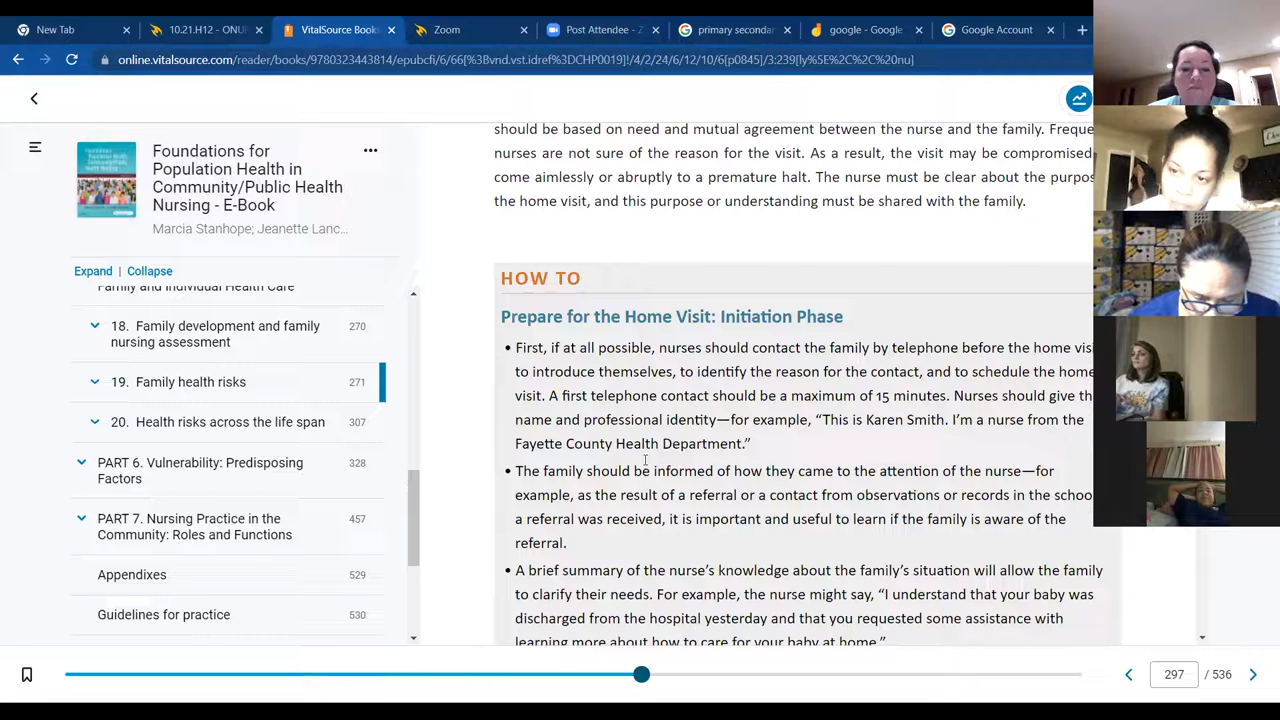 New Tab
10.21.H12 - ONU
VitalSource Book
Zoom
Post Attendee - Z
primary seconda
google - Google
Google Account
online.vitalsource.com/reader/books/9780323443814/epubcfi/6/66[%3Bvnd.vst.idref%3DCHP0019]!/4/2/24/6/12/10/6[p0845]/3:239[ly%5E%2C%2C%20nu]
Foundations for
Population Health in
Community/Public Health
Nursing - E-Book
Marcia Stanhope; Jeanette Lanc...
Expand | Collapse
Family and Individual Health Care
18. Family development and family 270
nursing assessment
19. Family health risks 271
20. Health risks across the life span 307
PART 6. Vulnerability: Predisposing 328
Factors
PART 7. Nursing Practice in the 457
Community: Roles and Functions
Appendixes 529
Guidelines for practice 530
should be based on need and mutual agreement between the nurse and the family. Freque
nurses are not sure of the reason for the visit. As a result, the visit may be compromised
come aimlessly or abruptly to a premature halt. The nurse must be clear about the purpos
the home visit, and this purpose or understanding must be shared with the family.
HOW TO
Prepare for the Home Visit: Initiation Phase
• First, if at all possible, nurses should contact the family by telephone before the home visi
to introduce themselves, to identify the reason for the contact, and to schedule the home
visit. A first telephone contact should be a maximum of 15 minutes. Nurses should give th
name and professional identity—for example, “This is Karen Smith. I’m a nurse from the
Fayette County Health Department.”
• The family should be informed of how they came to the attention of the nurse—for
example, as the result of a referral or a contact from observations or records in the schoo
a referral was received, it is important and useful to learn if the family is aware of the
referral.
• A brief summary of the nurse’s knowledge about the family’s situation will allow the family
to clarify their needs. For example, the nurse might say, “I understand that your baby was
discharged from the hospital yesterday and that you requested some assistance with
learning more about how to care for your baby at home.”
297 / 536